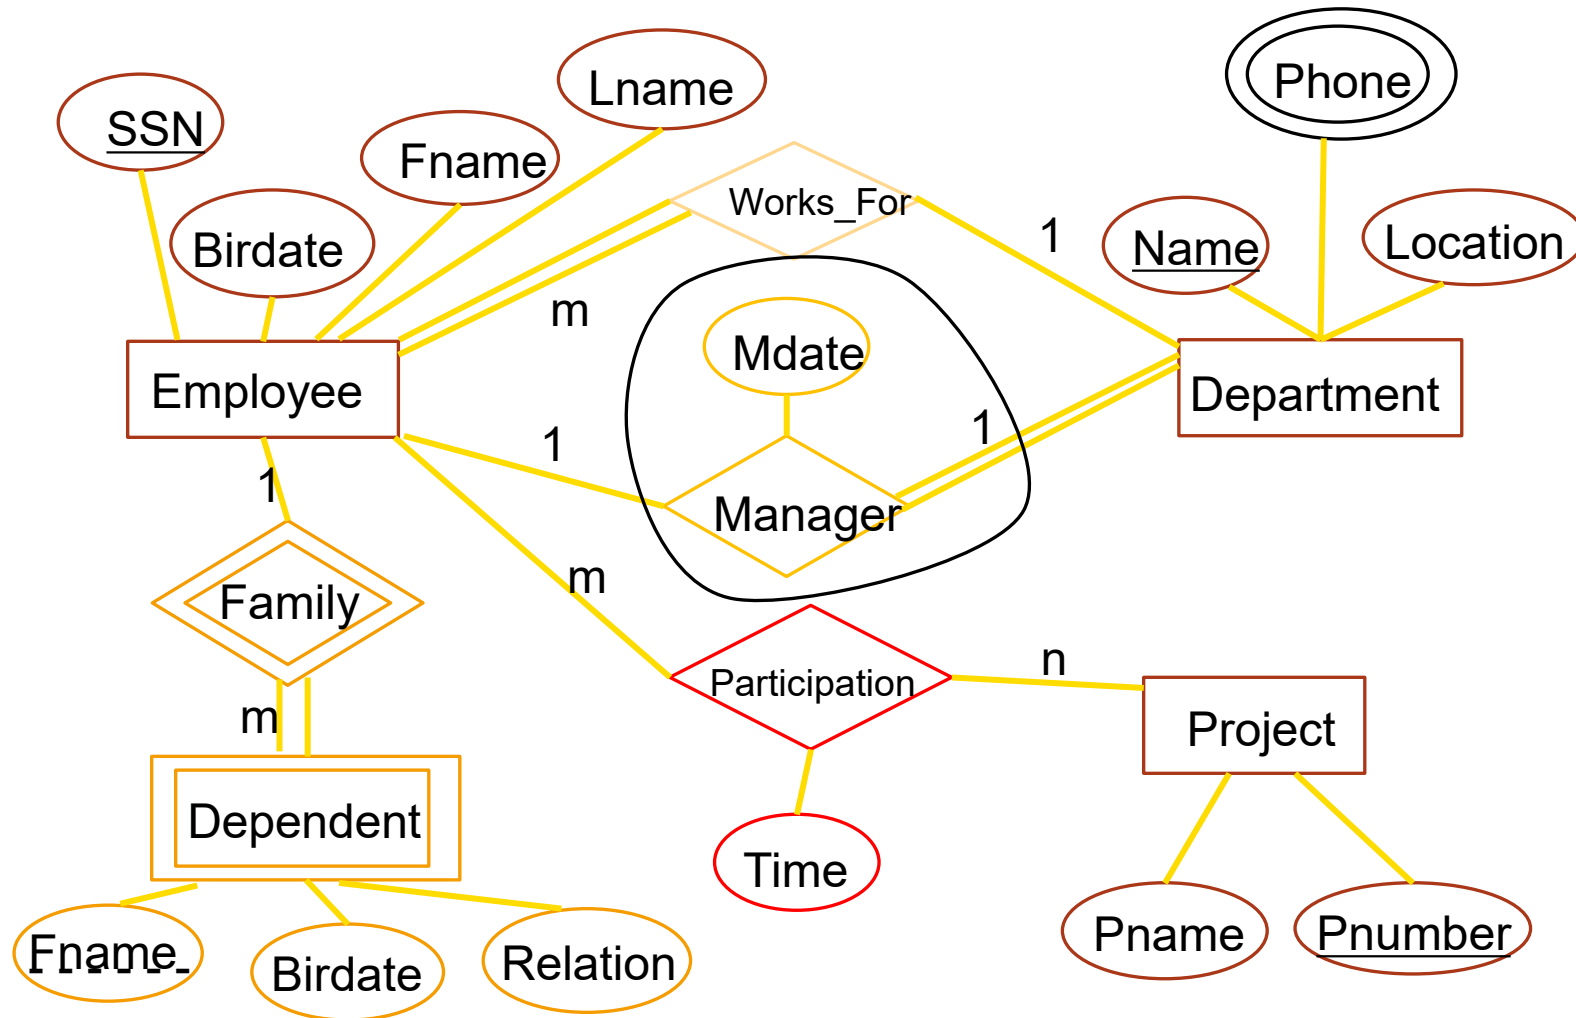 Phone
Lname
SSN
Fname
Works_For
Birdate
1
Name
Location
m
Mdate
Employee
Department
1
1
1
Manager
m
Family
n
Participation
m
Project
Dependent
Time
Pname
Pnumber
Fname
Birdate
Relation